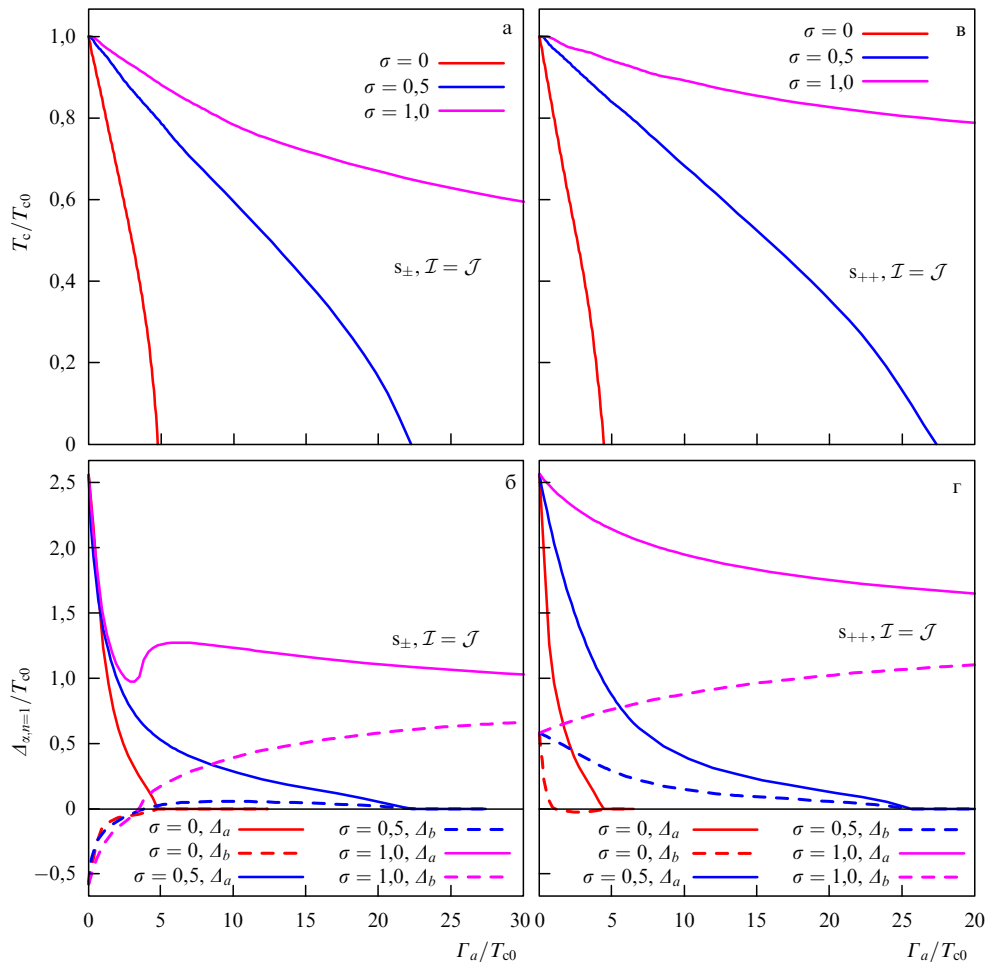 а
1,0
0,8
0,6
0,4
0,2
0
T_c/T_c0
σ = 0
σ = 0,5
σ = 1,0
s±, 𝓘 = 𝓙
в
σ = 0
σ = 0,5
σ = 1,0
s++, 𝓘 = 𝓙
б
2,5
2,0
1,5
1,0
0,5
0
−0,5
Δ_α,n=1/T_c0
s±, 𝓘 = 𝓙
σ = 0, Δ_a
σ = 0, Δ_b
σ = 0,5, Δ_a
σ = 0,5, Δ_b
σ = 1,0, Δ_a
σ = 1,0, Δ_b
0 5 10 15 20 25 30
Γ_a/T_c0
г
s++, 𝓘 = 𝓙
σ = 0, Δ_a
σ = 0, Δ_b
σ = 0,5, Δ_a
σ = 0,5, Δ_b
σ = 1,0, Δ_a
σ = 1,0, Δ_b
0 5 10 15 20 25 20
Γ_a/T_c0